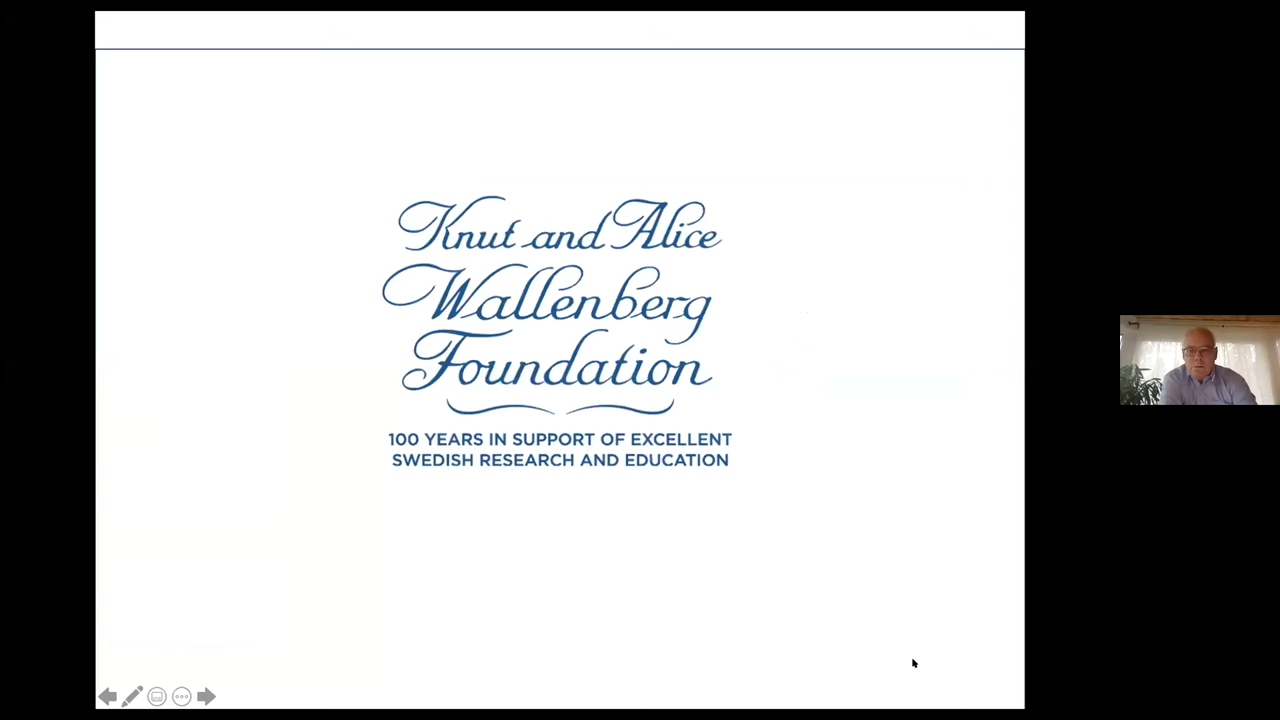 Knut and Alice
Wallenberg
Foundation
100 YEARS IN SUPPORT OF EXCELLENT
SWEDISH RESEARCH AND EDUCATION